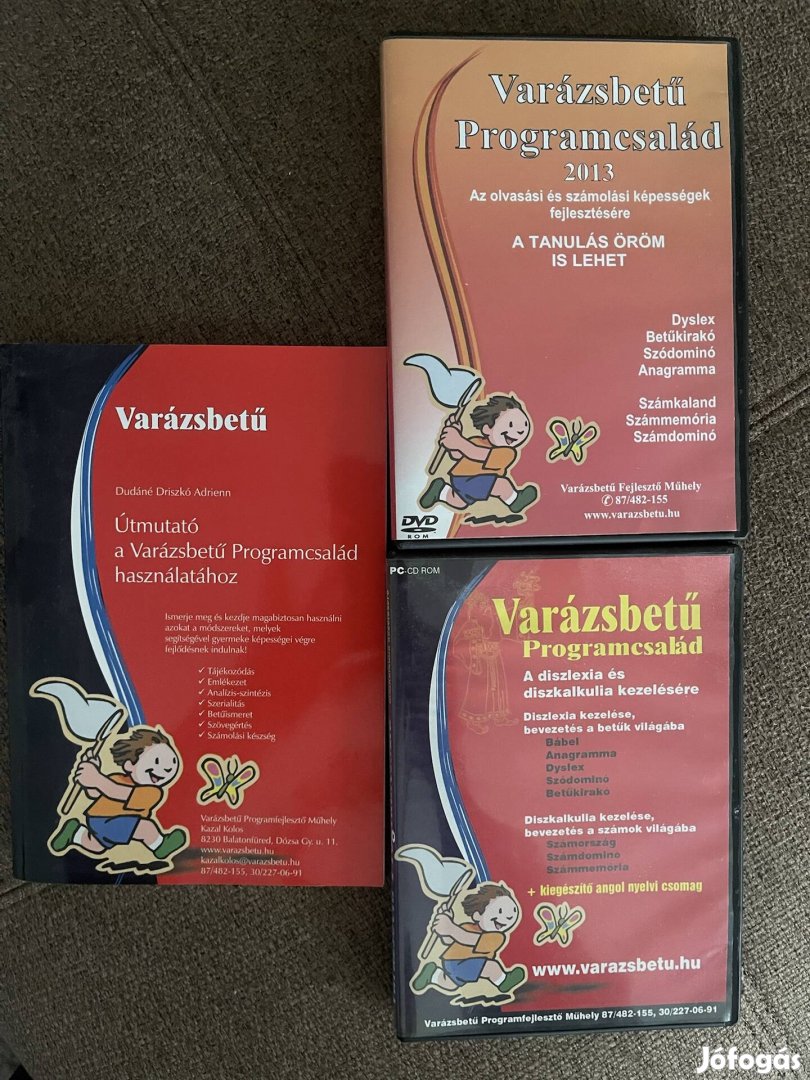 Varázsbetű
Programcsalád
2013
Az olvasási és számolási képességek
fejlesztésére
A TANULÁS ÖRÖM
IS LEHET
Dyslex
Betűkirakó
Szódominó
Anagramma
Számkaland
Számmemória
Számdominó
Varázsbetű Fejlesztő Műhely
✆ 87/482-155
www.varazsbetu.hu
DVD
ROM
Varázsbetű
Dudáné Driszkó Adrienn
Útmutató
a Varázsbetű Programcsalád
használatához
Ismerje meg és kezdje magabiztosan használni
azokat a módszereket, melyek
segítségével gyermeke képességei végre
fejlődésnek indulnak!
✓ Tájékozódás
✓ Emlékezet
✓ Analízis-szintézis
✓ Szerialitás
✓ Betűismeret
✓ Szövegértés
✓ Számolási készség
Varázsbetű Programfejlesztő Műhely
Kazal Kolos
8230 Balatonfüred, Dózsa Gy. u. 11.
www.varazsbetu.hu
kazalkolos@varazsbetu.hu
87/482-155, 30/227-06-91
PC-CD ROM
Varázsbetű
Programcsalád
A diszlexia és
diszkalkulia kezelésére
Diszlexia kezelése,
bevezetés a betűk világába
Bábel
Anagramma
Dyslex
Szódominó
Betűkirakó
Diszkalkulia kezelése,
bevezetés a számok világába
Számország
Számdominó
Számmemória
+ kiegészítő angol nyelvi csomag
www.varazsbetu.hu
Varázsbetű Programfejlesztő Műhely 87/482-155, 30/227-06-91
Jófogás